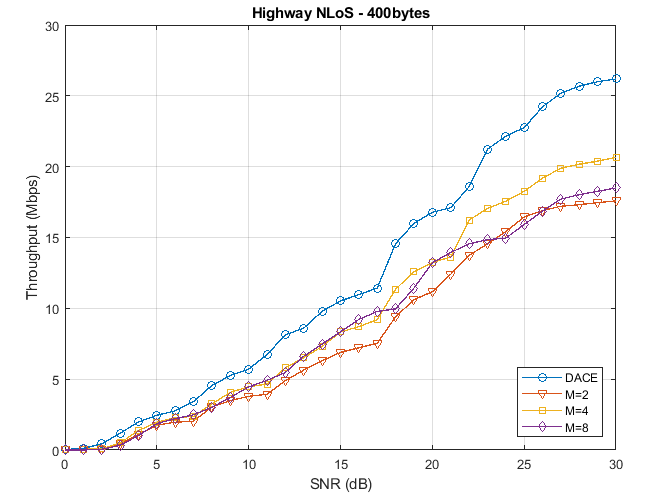 Highway NLoS - 400bytes
Throughput (Mbps)
30
25
20
15
10
5
0
0 5 10 15 20 25 30
SNR (dB)
DACE
M=2
M=4
M=8